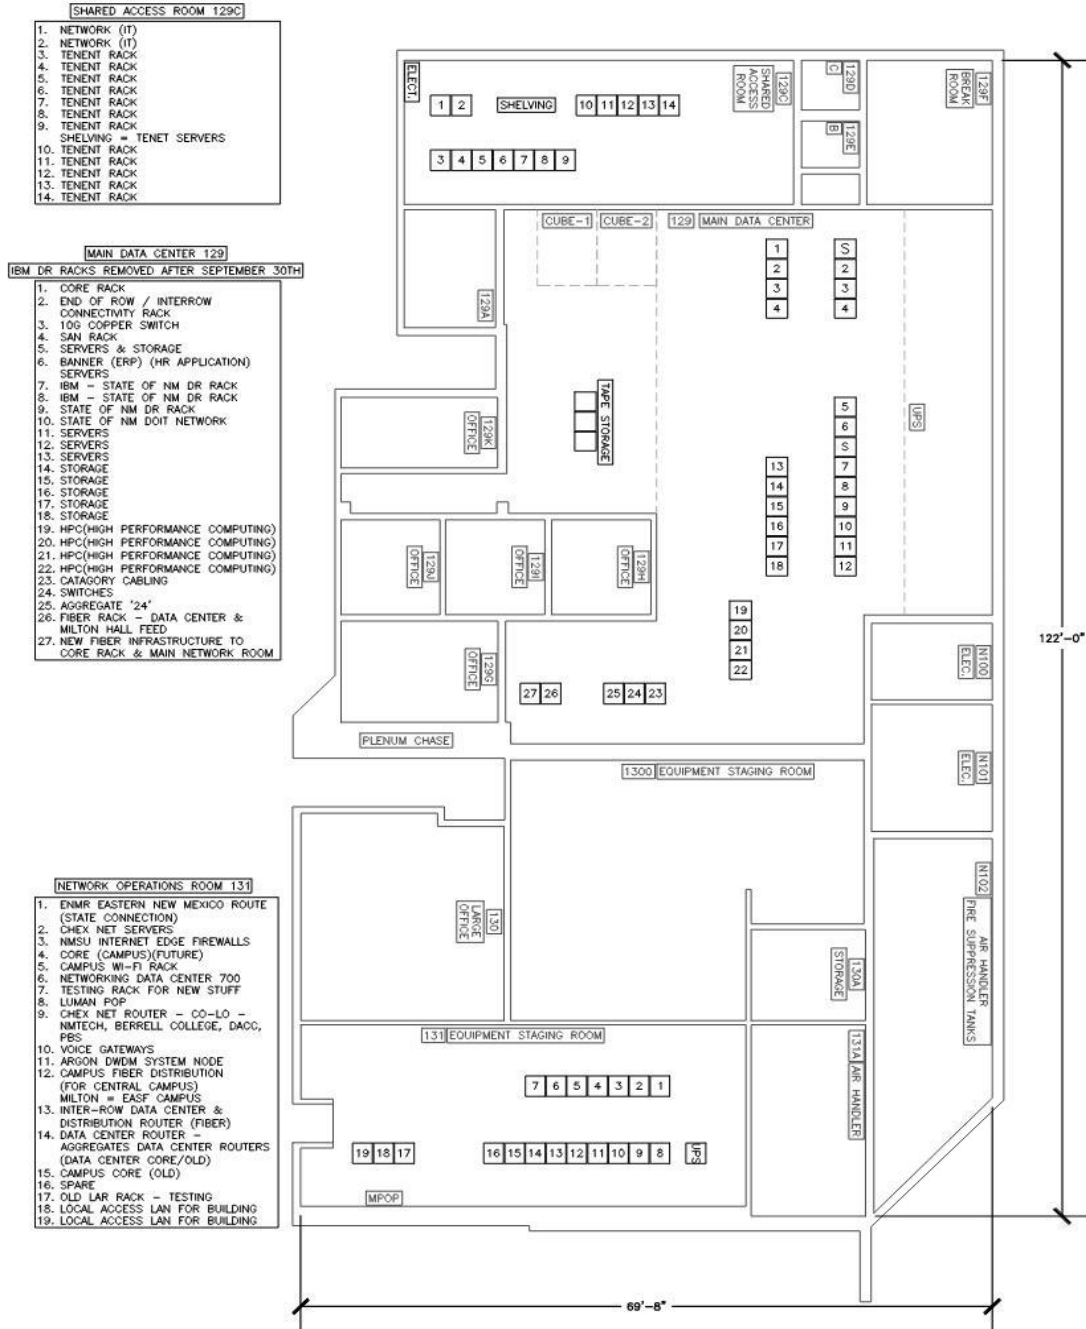 SHARED ACCESS ROOM 129C
1. NETWORK (IT)
2. NETWORK (IT)
3. TENENT RACK
4. TENENT RACK
5. TENENT RACK
6. TENENT RACK
7. TENENT RACK
8. TENENT RACK
9. TENENT RACK
SHELVING = TENET SERVERS
10. TENENT RACK
11. TENENT RACK
12. TENENT RACK
13. TENENT RACK
14. TENENT RACK
MAIN DATA CENTER 129
IBM DR RACKS REMOVED AFTER SEPTEMBER 30TH
1. CORE RACK
2. END OF ROW / INTERROW
CONNECTIVITY RACK
3. 10G COPPER SWITCH
4. SAN RACK
5. SERVERS & STORAGE
6. BANNER (ERP) (HR APPLICATION)
SERVERS
7. IBM – STATE OF NM DR RACK
8. IBM – STATE OF NM DR RACK
9. STATE OF NM DR RACK
10. STATE OF NM DOIT NETWORK
11. SERVERS
12. SERVERS
13. SERVERS
14. STORAGE
15. STORAGE
16. STORAGE
17. STORAGE
18. STORAGE
19. HPC(HIGH PERFORMANCE COMPUTING)
20. HPC(HIGH PERFORMANCE COMPUTING)
21. HPC(HIGH PERFORMANCE COMPUTING)
22. HPC(HIGH PERFORMANCE COMPUTING)
23. CATAGORY CABLING
24. SWITCHES
25. AGGREGATE '24'
26. FIBER RACK – DATA CENTER &
MILTON HALL FEED
27. NEW FIBER INFRASTRUCTURE TO
CORE RACK & MAIN NETWORK ROOM
NETWORK OPERATIONS ROOM 131
1. ENMR EASTERN NEW MEXICO ROUTE
(STATE CONNECTION)
2. CHEX NET SERVERS
3. NMSU INTERNET EDGE FIREWALLS
4. CORE (CAMPUS)(FUTURE)
5. CAMPUS WI–FI RACK
6. NETWORKING DATA CENTER 700
7. TESTING RACK FOR NEW STUFF
8. LUMAN POP
9. CHEX NET ROUTER – CO–LO –
NMTECH, BERRELL COLLEGE, DACC,
PBS
10. VOICE GATEWAYS
11. ARGON DWDM SYSTEM NODE
12. CAMPUS FIBER DISTRIBUTION
(FOR CENTRAL CAMPUS)
MILTON = EASF CAMPUS
13. INTER–ROW DATA CENTER &
DISTRIBUTION ROUTER (FIBER)
14. DATA CENTER ROUTER –
AGGREGATES DATA CENTER ROUTERS
(DATA CENTER CORE/OLD)
15. CAMPUS CORE (OLD)
16. SPARE
17. OLD LAR RACK – TESTING
18. LOCAL ACCESS LAN FOR BUILDING
19. LOCAL ACCESS LAN FOR BUILDING
ELECT.
1 2
SHELVING
10 11 12 13 14
3 4 5 6 7 8 9
129C
SHARED
ACCESS
ROOM
129D
C
129E
B
129F
BREAK
ROOM
CUBE–1
CUBE–2
129 MAIN DATA CENTER
1
2
3
4
S
2
3
4
129A
TAPE STORAGE
UPS
5
6
S
7
8
9
10
11
12
13
14
15
16
17
18
129K
OFFICE
129J
OFFICE
129I
OFFICE
129H
OFFICE
19
20
21
22
129G
OFFICE
27 26
25 24 23
N100
ELEC.
122'–0"
PLENUM CHASE
N101
ELEC.
1300 EQUIPMENT STAGING ROOM
130
LARGE
OFFICE
N102
AIR HANDLER
FIRE SUPPRESSION TANKS
130A
STORAGE
131 EQUIPMENT STAGING ROOM
131A AIR HANDLER
7 6 5 4 3 2 1
19 18 17
16 15 14 13 12 11 10 9 8
UPS
MPOP
69'–8"